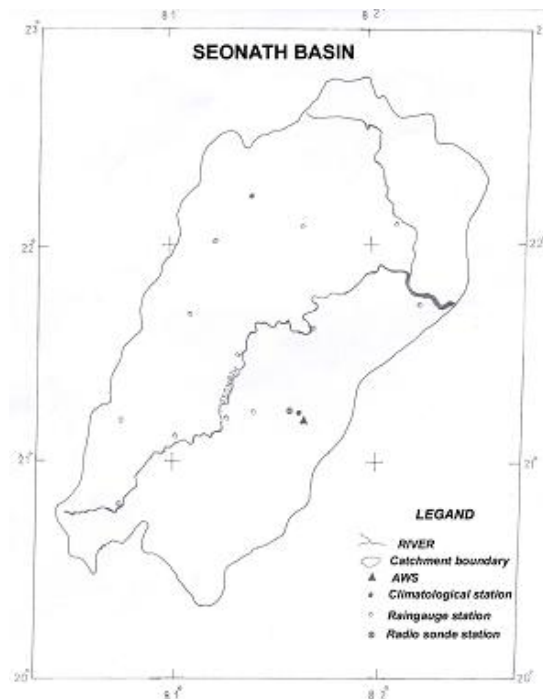 81° 82°
23° 23°
SEONATH BASIN
22° 22°
21° 21°
LEGAND
RIVER
Catchment boundary
AWS
Climatological station
Raingauge station
Radio sonde station
20° 20°
81° 82°